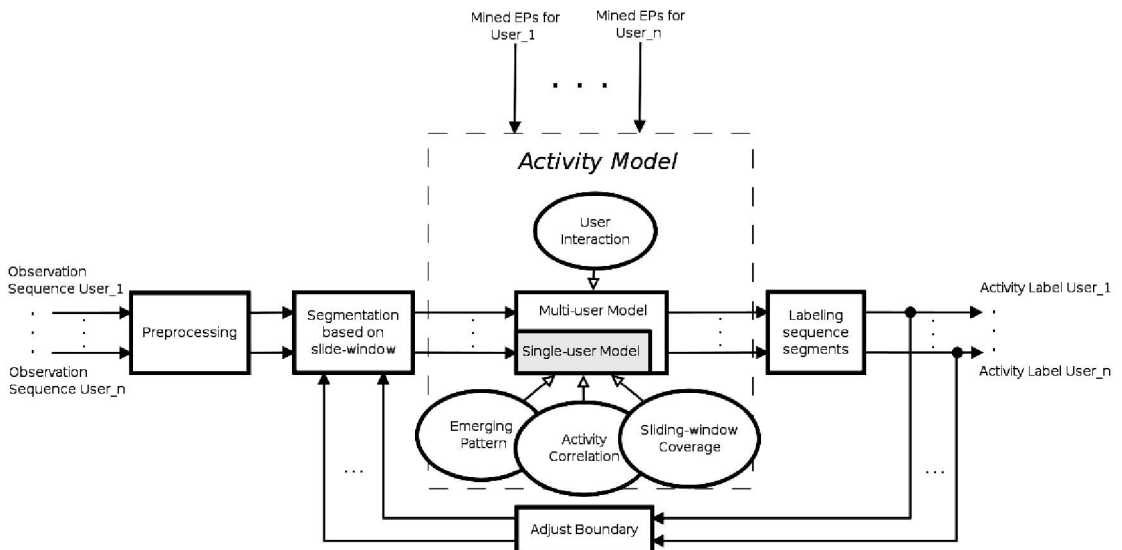 Mined EPs for
User_1
Mined EPs for
User_n
. . .
Activity Model
User
Interaction
Observation
Sequence User_1
Observation
Sequence User_n
Preprocessing
Segmentation
based on
slide-window
Multi-user Model
Single-user Model
Labeling
sequence
segments
Activity Label User_1
Activity Label User_n
Emerging
Pattern
Activity
Correlation
Sliding-window
Coverage
...
...
Adjust Boundary